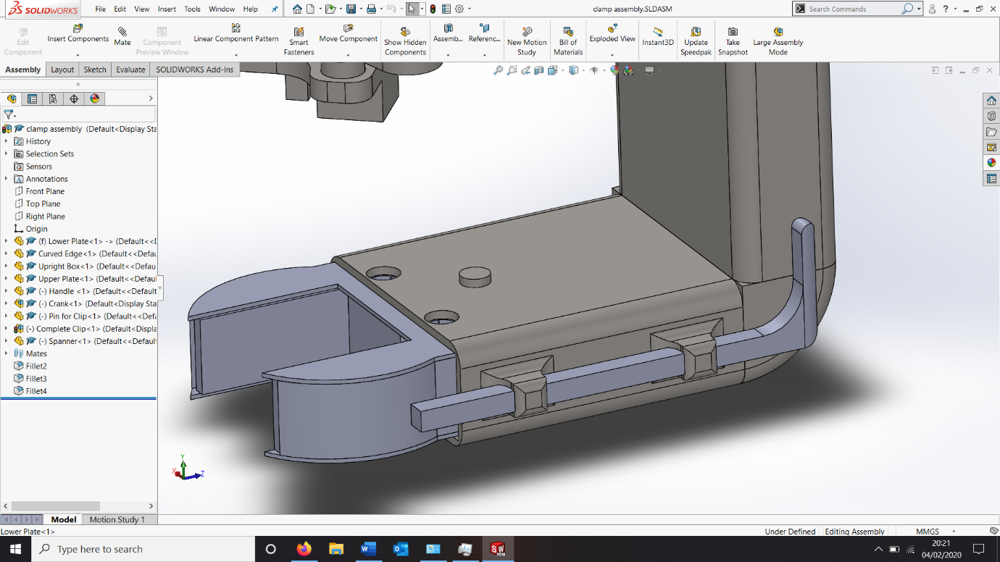 SOLIDWORKS
File Edit View Insert Tools Window Help
clamp assembly.SLDASM
Search Commands
?
Edit Component
Insert Components
Mate
Component Preview Window
Linear Component Pattern
Smart Fasteners
Move Component
Show Hidden Components
Assemb...
Referenc...
New Motion Study
Bill of Materials
Exploded View
Instant3D
Update Speedpak
Take Snapshot
Large Assembly Mode
Assembly Layout Sketch Evaluate SOLIDWORKS Add-Ins
clamp assembly (Default<Display Sta
History
Selection Sets
Sensors
Annotations
Front Plane
Top Plane
Right Plane
Origin
(f) Lower Plate<1> -> (Default<<D
Curved Edge<1> (Default<<Defau
Upright Box<1> (Default<<Defau
Upper Plate<1> (Default<<Defaul
(-) Handle <1> (Default<<Default
(-) Crank<1> (Default<Display Sta
(-) Pin for Clip<1> (Default<<Defa
(-) Complete Clip<1> (Default<Displa
(-) Spanner<1> (Default<<Default
Mates
Fillet2
Fillet3
Fillet4
Y
X
Z
Model Motion Study 1
Lower Plate<1>
Under Defined Editing Assembly MMGS
Type here to search
W
SW
2018
20:21
04/02/2020